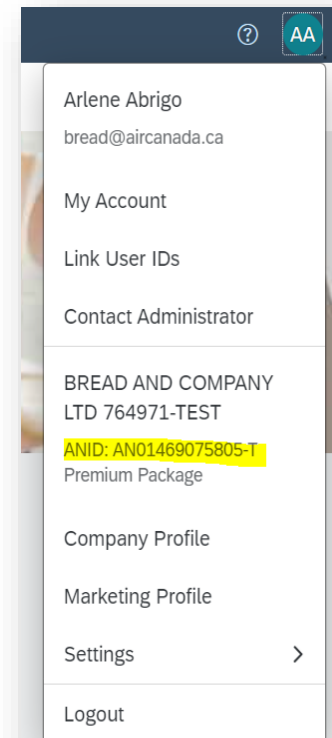 AA
Arlene Abrigo
bread@aircanada.ca
My Account
Link User IDs
Contact Administrator
BREAD AND COMPANY
LTD 764971-TEST
ANID: AN01469075805-T
Premium Package
Company Profile
Marketing Profile
Settings
Logout